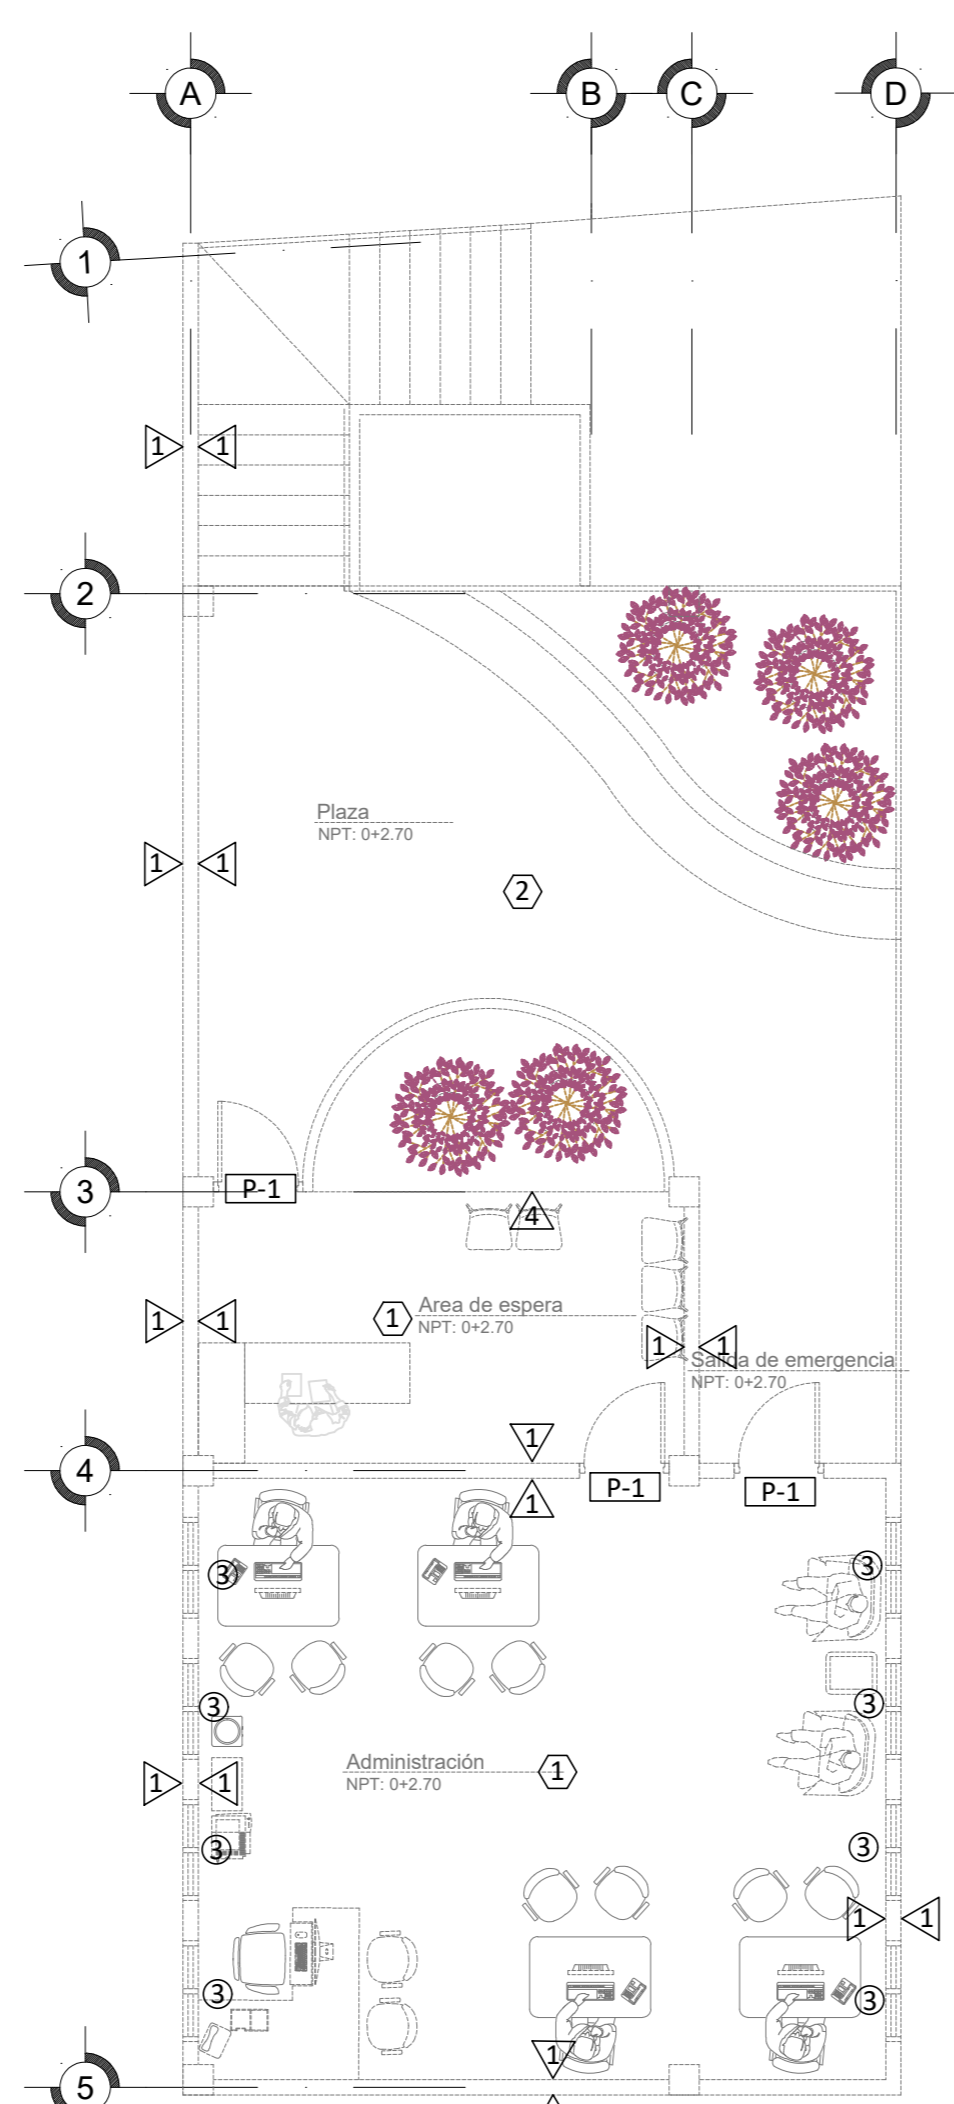 A B C D
1
1 1
2
Plaza
NPT: 0+2.70
1 1
2
3
P-1
4
1 Area de espera
NPT: 0+2.70
1 1
1 1
Salida de emergencia
NPT: 0+2.70
1
4
P-1
P-1
1
3
3
3
3
Administración
NPT: 0+2.70
1
1 1
3
3
1 1
3
3
1
5